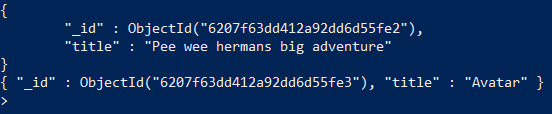 {
        "_id" : ObjectId("6207f63dd412a92dd6d55fe2"),
        "title" : "Pee wee hermans big adventure"
}
{ "_id" : ObjectId("6207f63dd412a92dd6d55fe3"), "title" : "Avatar" }
>